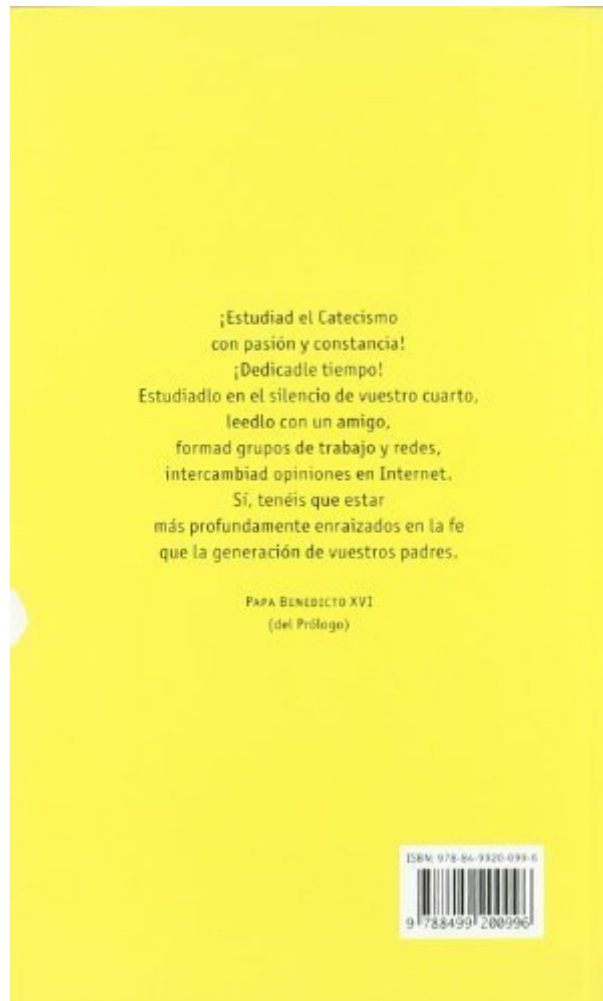 ¡Estudiad el Catecismo
con pasión y constancia!
¡Dedicadle tiempo!
Estudiadlo en el silencio de vuestro cuarto,
leedlo con un amigo,
formad grupos de trabajo y redes,
intercambiad opiniones en Internet.
Sí, tenéis que estar
más profundamente enraizados en la fe
que la generación de vuestros padres.
PAPA BENEDICTO XVI
(del Prólogo)
ISBN: 978-84-9920-099-6
9 788499 200996